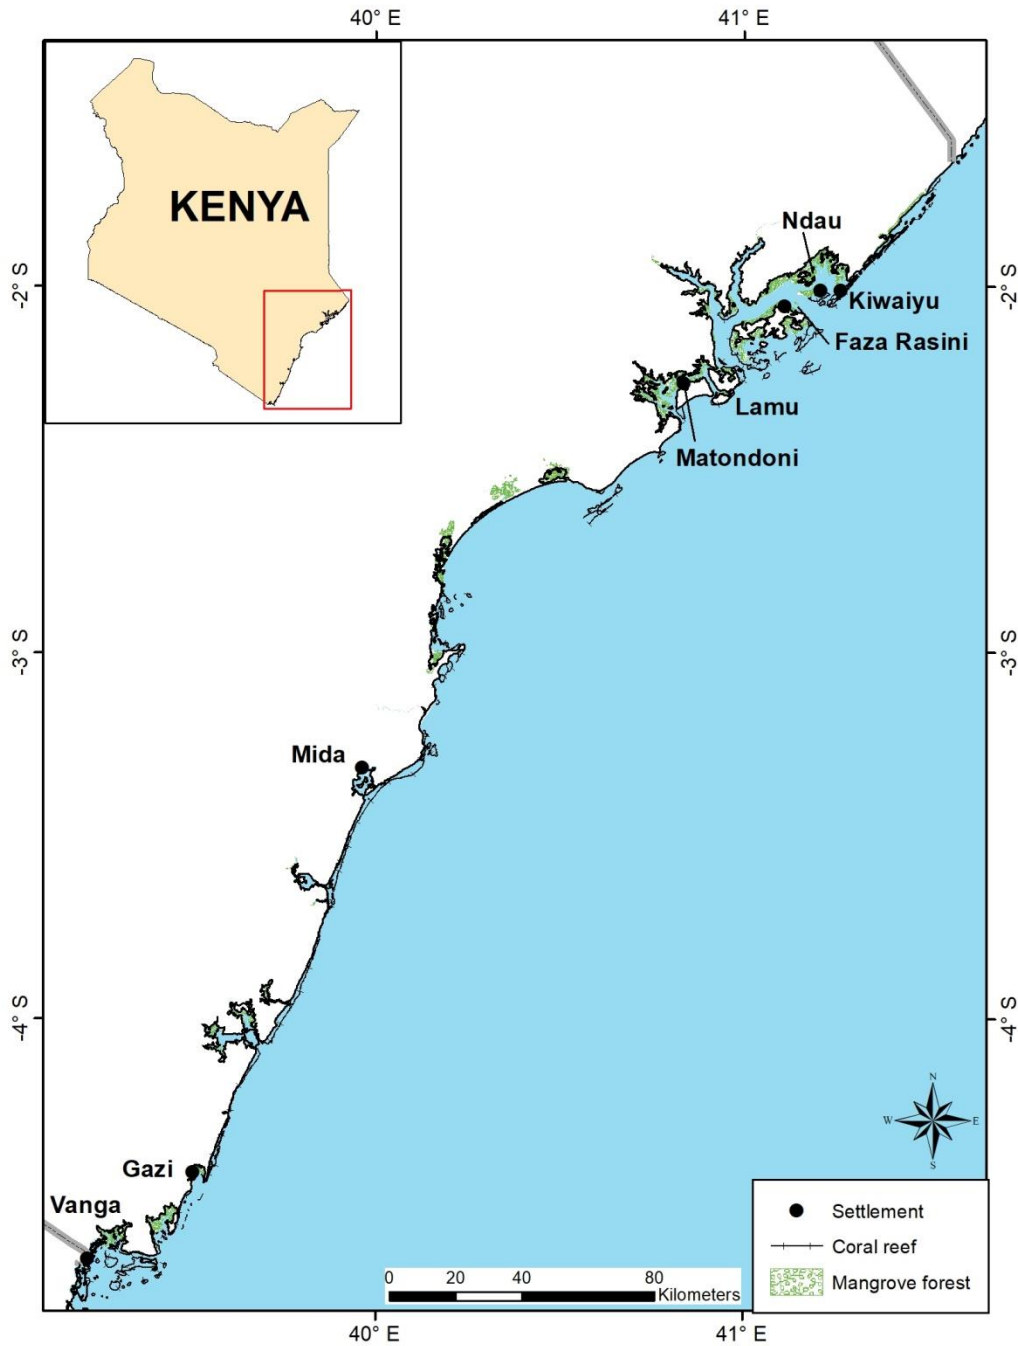 40° E
41° E
KENYA
Ndau
-2° S
-2° S
Kiwaiyu
Faza Rasini
Lamu
Matondoni
-3° S
-3° S
Mida
-4° S
-4° S
N
W
E
S
Gazi
Vanga
Settlement
Coral reef
Mangrove forest
0
20
40
80
Kilometers
40° E
41° E